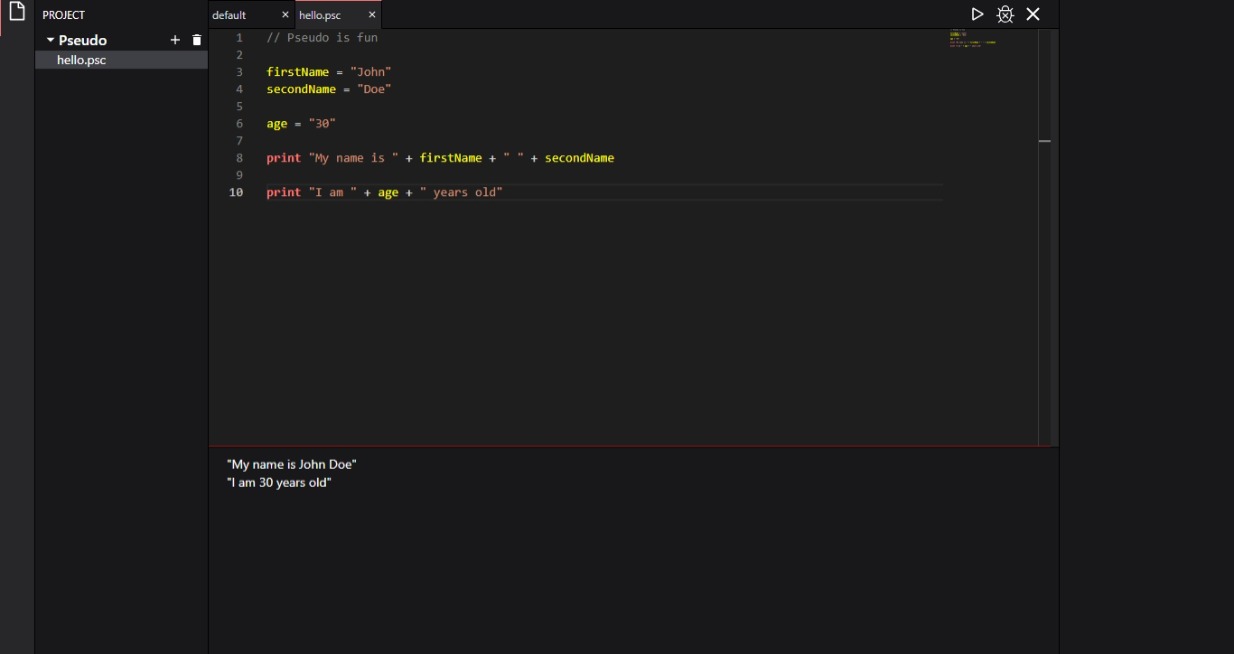 PROJECT
Pseudo
hello.psc
default
hello.psc
1 // Pseudo is fun
2
3 firstName = "John"
4 secondName = "Doe"
5
6 age = "30"
7
8 print "My name is " + firstName + " " + secondName
9
10 print "I am " + age + " years old"
"My name is John Doe"
"I am 30 years old"